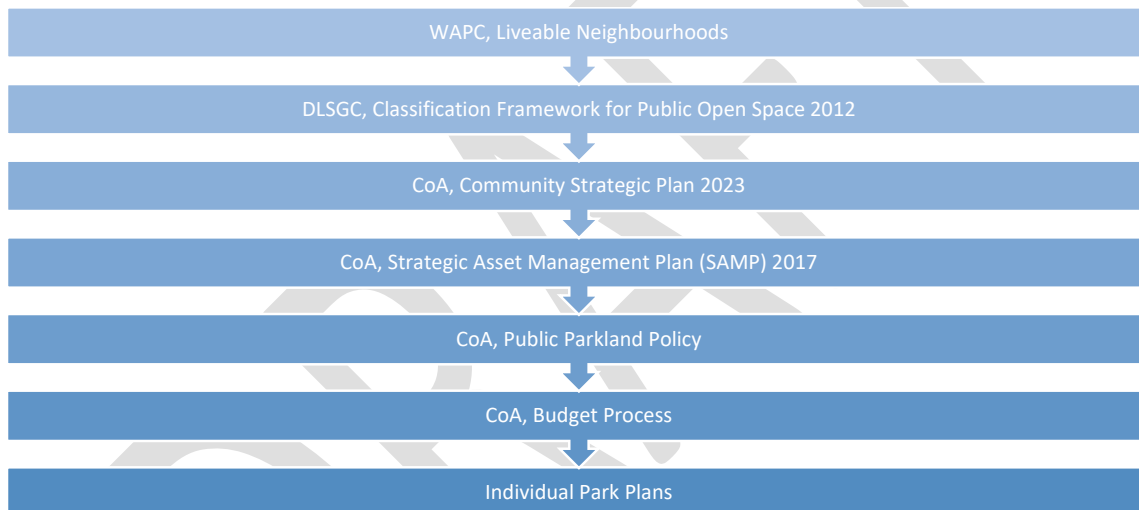 WAPC, Liveable Neighbourhoods
DLSGC, Classification Framework for Public Open Space 2012
CoA, Community Strategic Plan 2023
CoA, Strategic Asset Management Plan (SAMP) 2017
CoA, Public Parkland Policy
CoA, Budget Process
Individual Park Plans